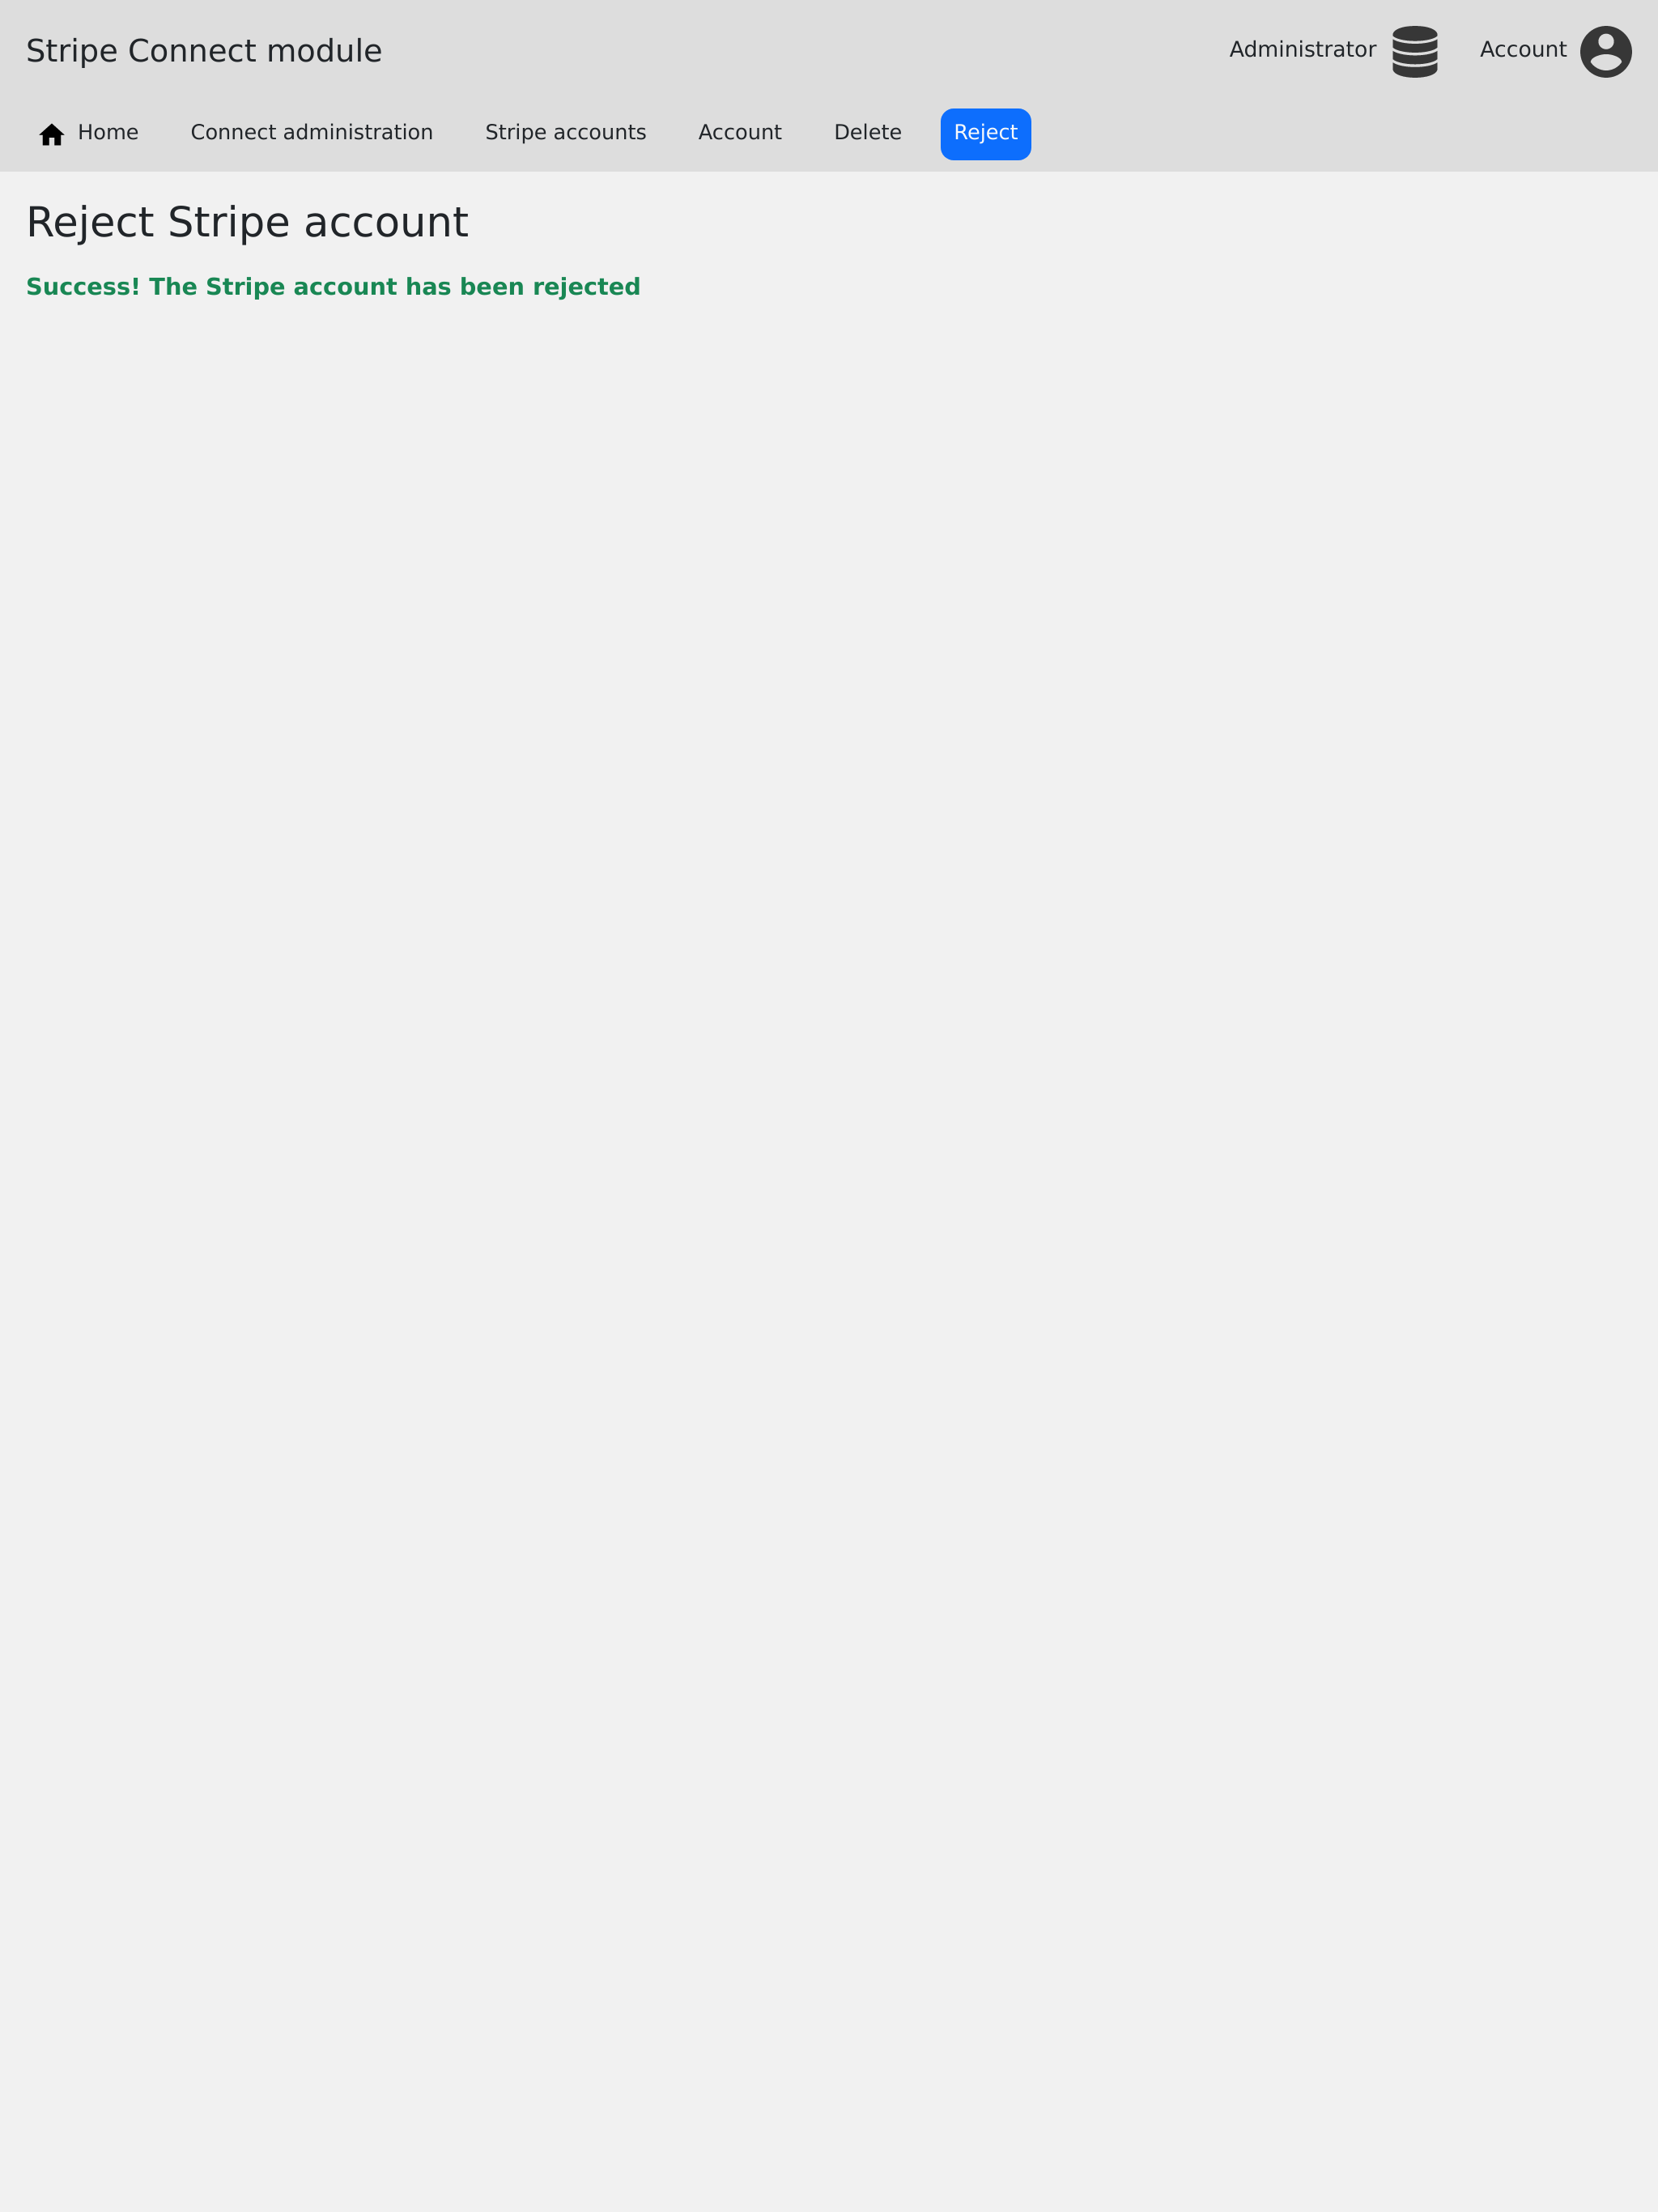 Stripe Connect module
Administrator
Account
Home
Connect administration
Stripe accounts
Account
Delete
Reject
Reject Stripe account
Success! The Stripe account has been rejected